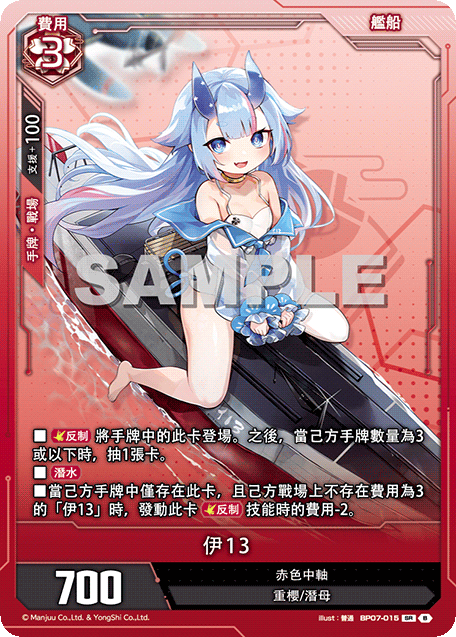 費用
3
艦船
支援+100
手牌・戰場
SAMPLE
113
■ 反制 將手牌中的此卡登場。之後，當己方手牌數量為3
或以下時，抽1張卡。
■ 潛水
■當己方手牌中僅存在此卡，且己方戰場上不存在費用為3
的「伊13」時，發動此卡 反制 技能時的費用-2。
伊13
700
赤色中軸
重櫻/潛母
© Manjuu Co.,Ltd. & YongShi Co.,Ltd.
illust：普通 BP07-015 SR B